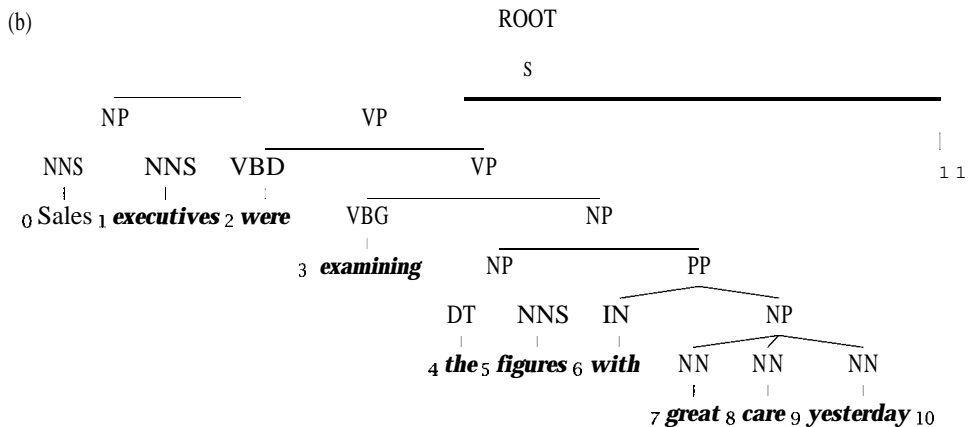 (b) ROOT
S
NP VP
NNS NNS VBD VP 11
0 Sales 1 executives 2 were VBG NP
3 examining NP PP
DT NNS IN NP
4 the 5 figures 6 with NN NN NN
7 great 8 care 9 yesterday 10